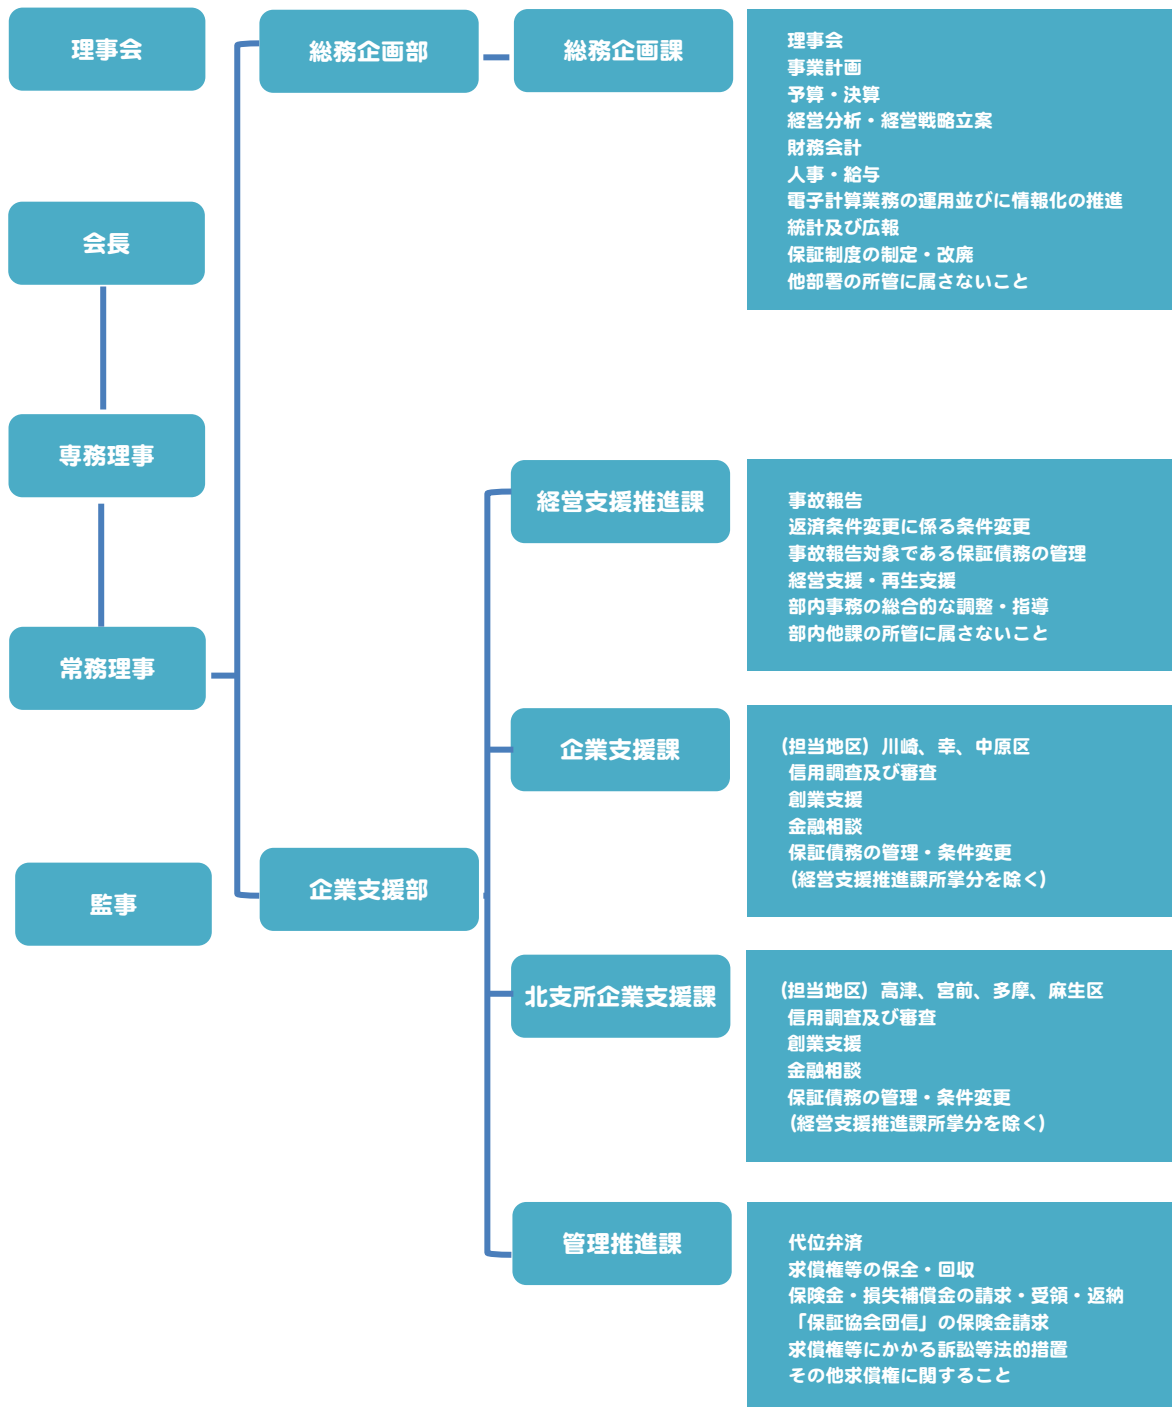 理事会
会長
専務理事
常務理事
監事
総務企画部
総務企画課
理事会
事業計画
予算・決算
経営分析・経営戦略立案
財務会計
人事・給与
電子計算業務の運用並びに情報化の推進
統計及び広報
保証制度の制定・改廃
他部署の所管に属さないこと
企業支援部
経営支援推進課
事故報告
返済条件変更に係る条件変更
事故報告対象である保証債務の管理
経営支援・再生支援
部内事務の総合的な調整・指導
部内他課の所管に属さないこと
企業支援課
(担当地区) 川崎、幸、中原区
信用調査及び審査
創業支援
金融相談
保証債務の管理・条件変更
(経営支援推進課所掌分を除く)
北支所企業支援課
(担当地区) 高津、宮前、多摩、麻生区
信用調査及び審査
創業支援
金融相談
保証債務の管理・条件変更
(経営支援推進課所掌分を除く)
管理推進課
代位弁済
求償権等の保全・回収
保険金・損失補償金の請求・受領・返納
「保証協会団信」の保険金請求
求償権等にかかる訴訟等法的措置
その他求償権に関すること